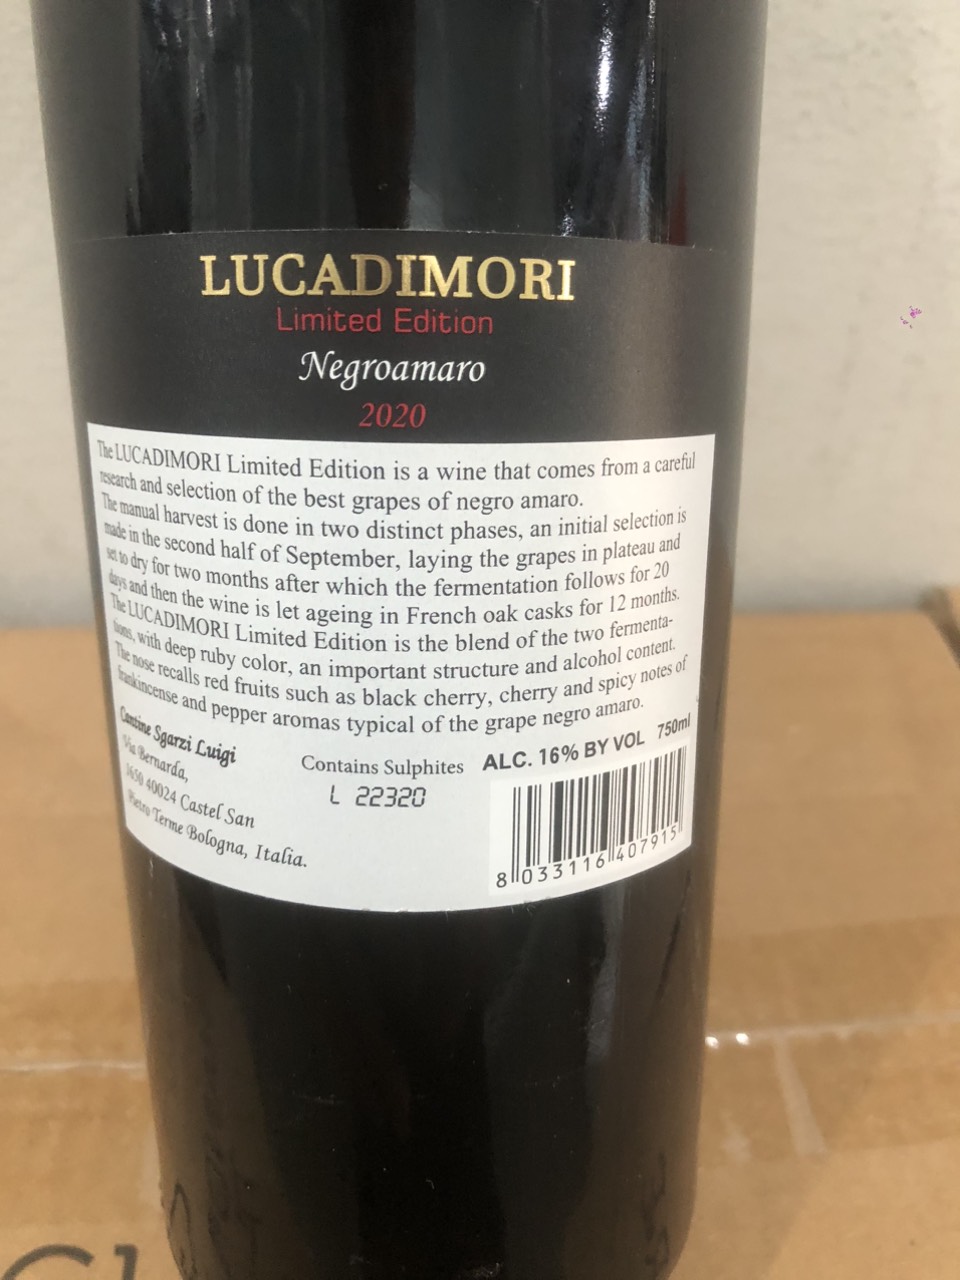 LUCADIMORI
Limited Edition
Negroamaro
2020
The LUCADIMORI Limited Edition is a wine that comes from a careful
research and selection of the best grapes of negro amaro.
The manual harvest is done in two distinct phases, an initial selection is
made in the second half of September, laying the grapes in plateau and
set to dry for two months after which the fermentation follows for 20
days and then the wine is let ageing in French oak casks for 12 months.
The LUCADIMORI Limited Edition is the blend of the two fermenta-
tions, with deep ruby color, an important structure and alcohol content.
The nose recalls red fruits such as black cherry, cherry and spicy notes of
frankincense and pepper aromas typical of the grape negro amaro.
Cantine Sgarzi Luigi
Via Bernarda,
1650 40024 Castel San
Pietro Terme Bologna, Italia.
Contains Sulphites
L 22320
ALC. 16% BY VOL 750ml
8 033116 407915